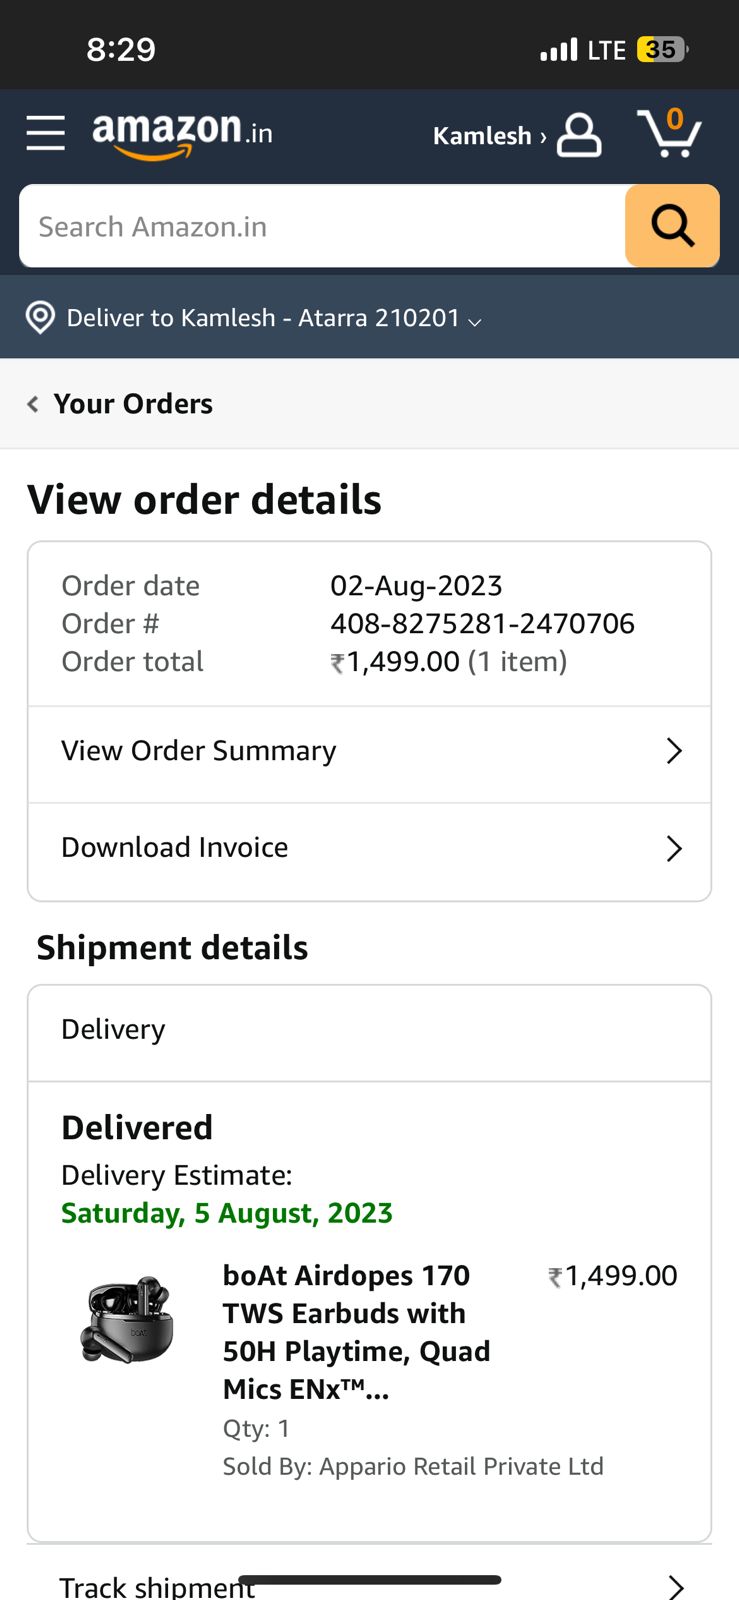 8:29
LTE 35
amazon.in
Kamlesh ›
0
Search Amazon.in
Deliver to Kamlesh - Atarra 210201
Your Orders
View order details
Order date 02-Aug-2023
Order # 408-8275281-2470706
Order total ₹1,499.00 (1 item)
View Order Summary
Download Invoice
Shipment details
Delivery
Delivered
Delivery Estimate:
Saturday, 5 August, 2023
boAt Airdopes 170 ₹1,499.00
TWS Earbuds with
50H Playtime, Quad
Mics ENx™...
Qty: 1
Sold By: Appario Retail Private Ltd
Track shipment